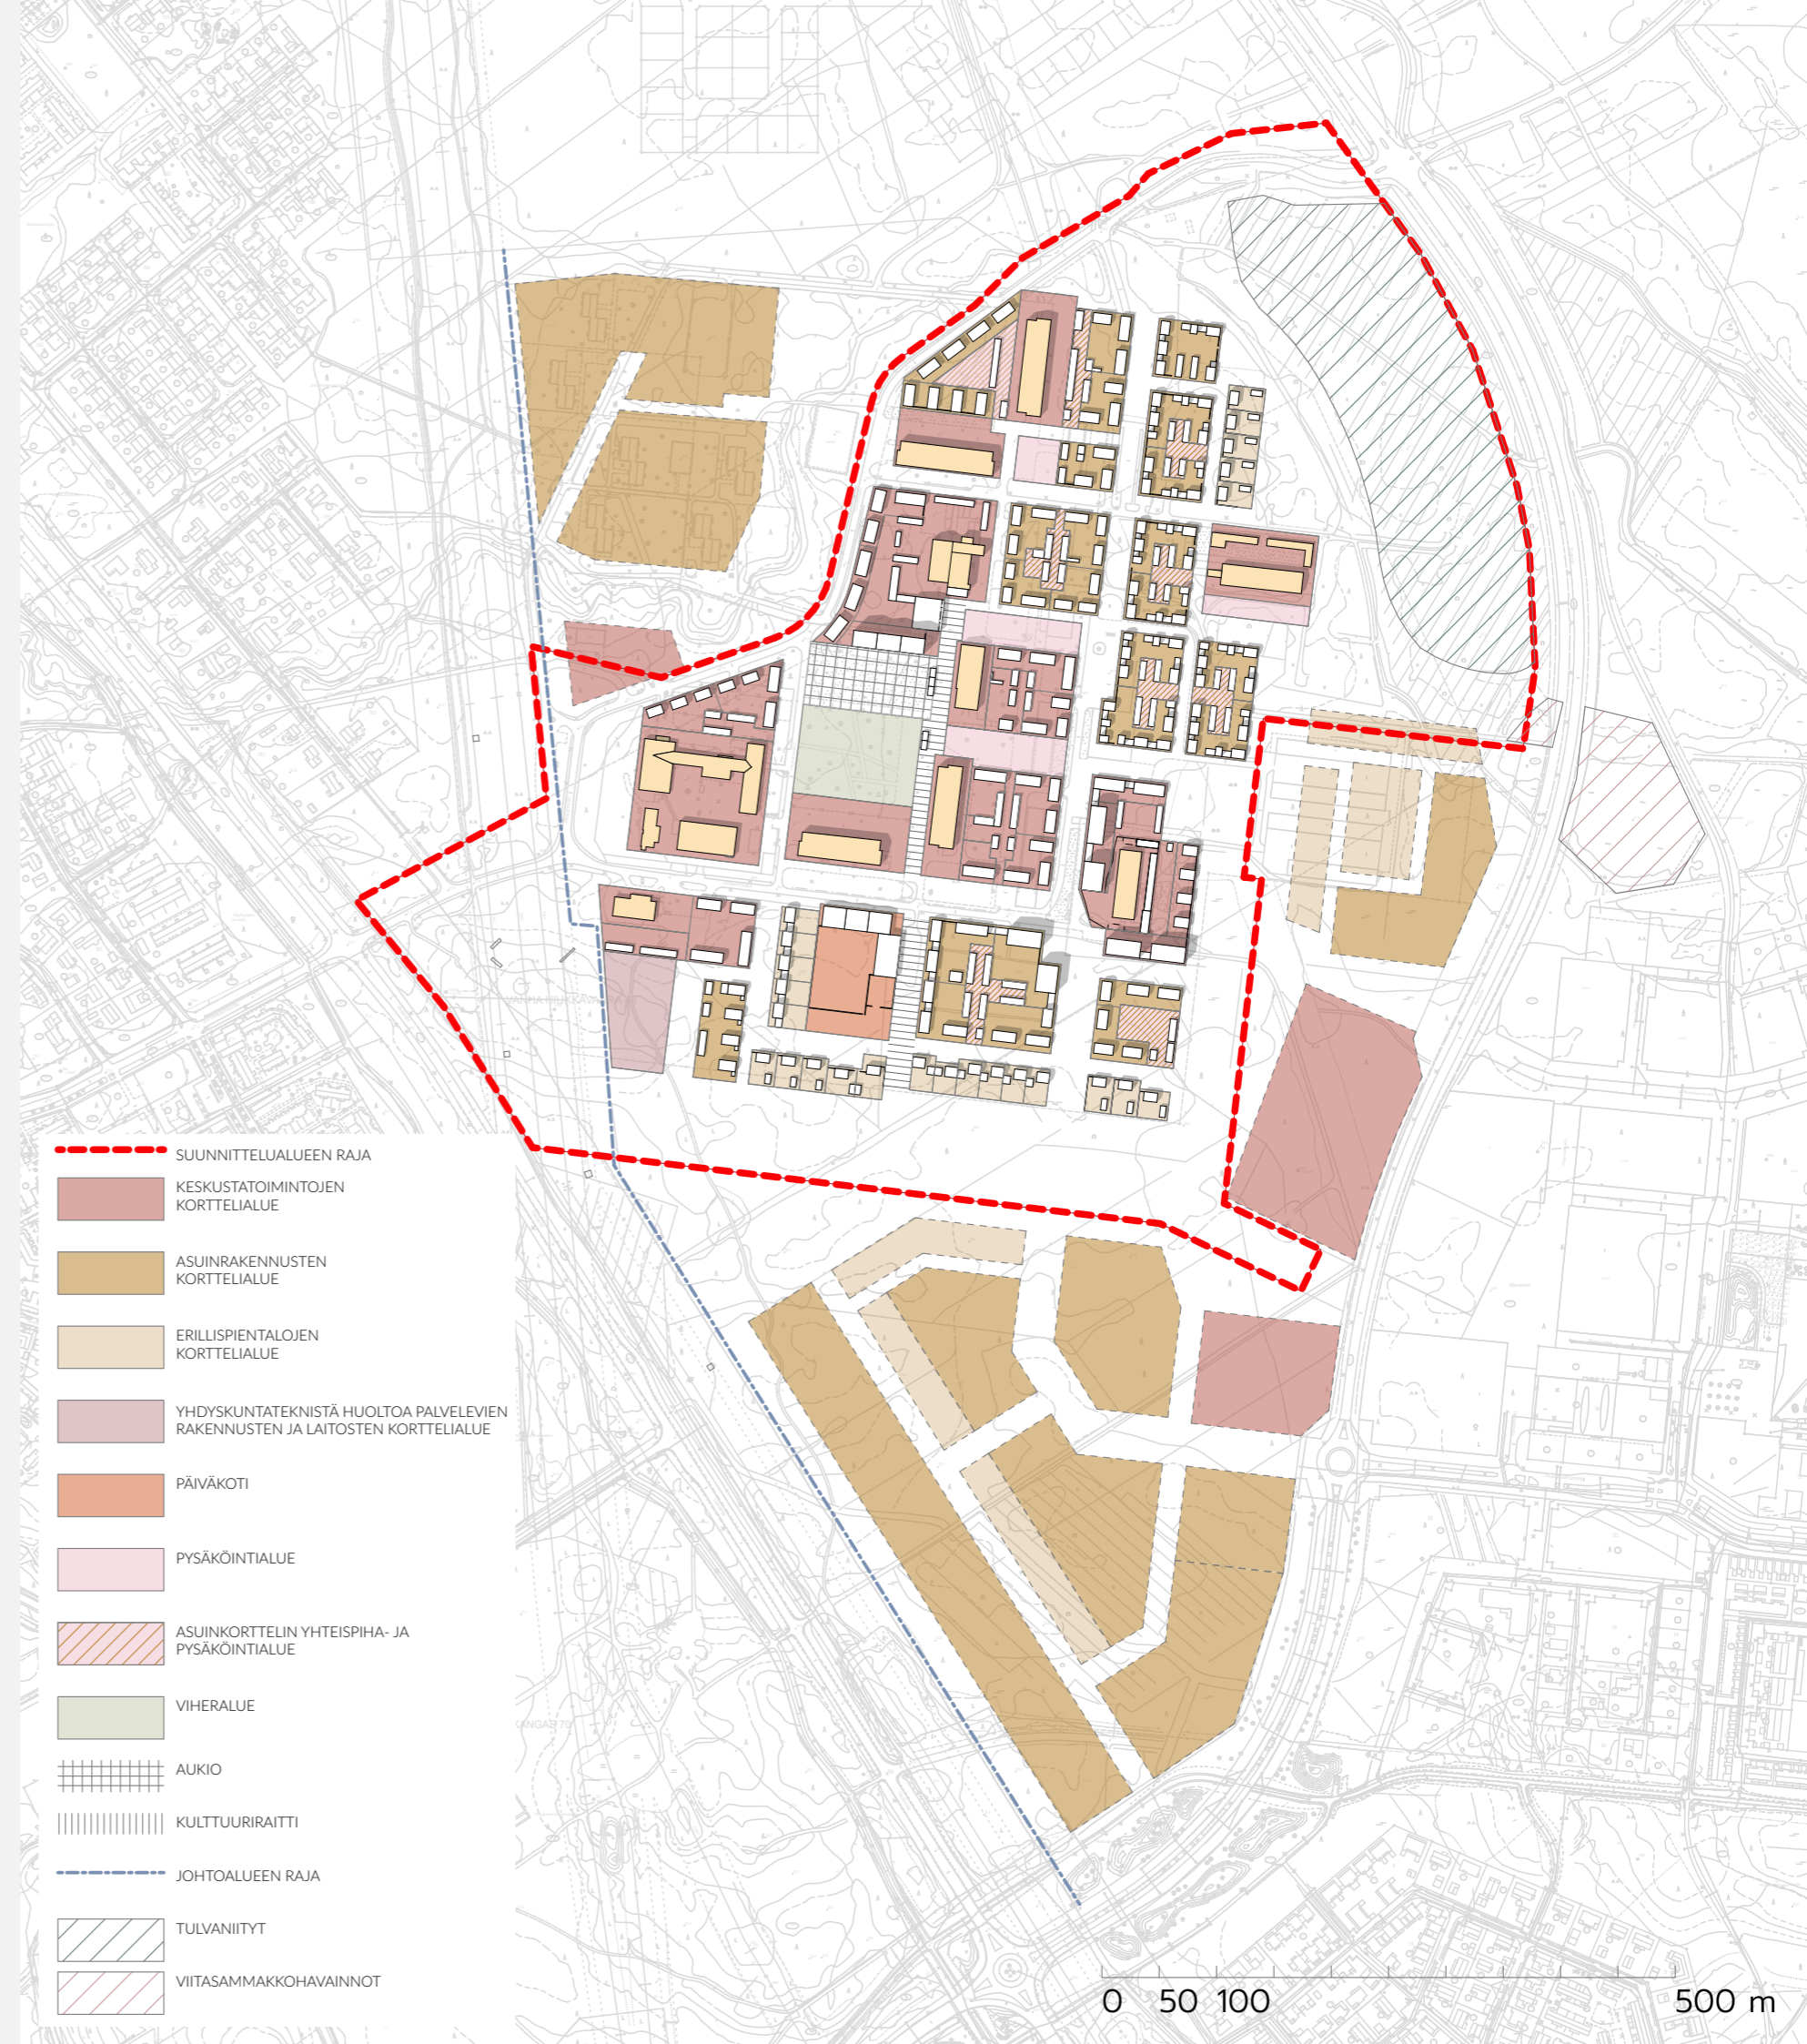 SUUNNITTELUALUEEN RAJA
KESKUSTATOIMINTOJEN
KORTTELIALUE
ASUINRAKENNUSTEN
KORTTELIALUE
ERILLISPIENTALOJEN
KORTTELIALUE
YHDYSKUNTATEKNISTÄ HUOLTOA PALVELEVIEN
RAKENNUSTEN JA LAITOSTEN KORTTELIALUE
PÄIVÄKOTI
PYSÄKÖINTIALUE
ASUINKORTTELIN YHTEISPIHA- JA
PYSÄKÖINTIALUE
VIHERALUE
AUKIO
KULTTUURIRAITTI
JOHTOALUEEN RAJA
TULVANIITYT
VIITASAMMAKKOHAVAINNOT
0 50 100 500 m